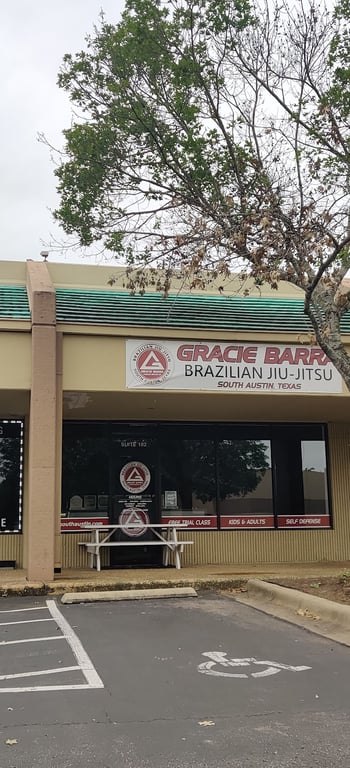 GRACIE BARRA
BRAZILIAN JIU-JITSU
SOUTH AUSTIN, TEXAS
SUITE 102
FREE TRIAL CLASS
KIDS & ADULTS
SELF DEFENSE